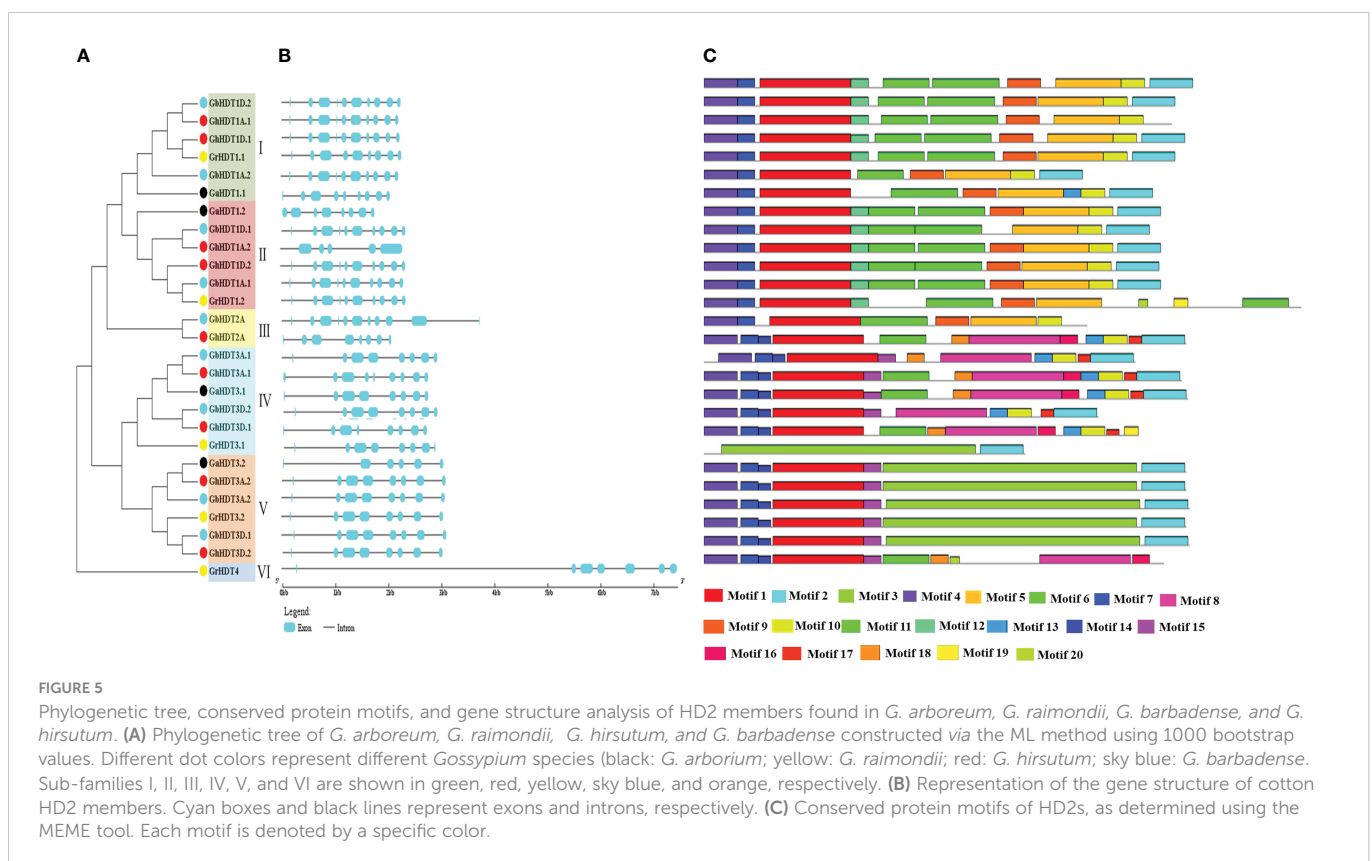 A
B
C
GbHDT1D.2
GhHDT1A.1
GhHDT1D.1
I
GrHDT1.1
GbHDT1A.2
GaHDT1.1
GaHDT1.2
GbHDT1D.1
GhHDT1A.2
II
GhHDT1D.2
GbHDT1A.1
GrHDT1.2
GbHDT2A
III
GhHDT2A
GbHDT3A.1
GhHDT3A.1
GaHDT3.1
IV
GbHDT3D.2
GhHDT3D.1
GrHDT3.1
GaHDT3.2
GhHDT3A.2
GbHDT3A.2
V
GrHDT3.2
GbHDT3D.1
GhHDT3D.2
GrHDT4
VI
5' 3'
0kb 1kb 2kb 3kb 4kb 5kb 6kb 7kb
Legend:
Exon Intron
Motif 1 Motif 2 Motif 3 Motif 4 Motif 5 Motif 6 Motif 7 Motif 8
Motif 9 Motif 10 Motif 11 Motif 12 Motif 13 Motif 14 Motif 15
Motif 16 Motif 17 Motif 18 Motif 19 Motif 20
FIGURE 5
Phylogenetic tree, conserved protein motifs, and gene structure analysis of HD2 members found in G. arboreum, G. raimondii, G. barbadense, and G.
hirsutum. (A) Phylogenetic tree of G. arboreum, G. raimondii, G. hirsutum, and G. barbadense constructed via the ML method using 1000 bootstrap
values. Different dot colors represent different Gossypium species (black: G. arborium; yellow: G. raimondii; red: G. hirsutum; sky blue: G. barbadense.
Sub-families I, II, III, IV, V, and VI are shown in green, red, yellow, sky blue, and orange, respectively. (B) Representation of the gene structure of cotton
HD2 members. Cyan boxes and black lines represent exons and introns, respectively. (C) Conserved protein motifs of HD2s, as determined using the
MEME tool. Each motif is denoted by a specific color.